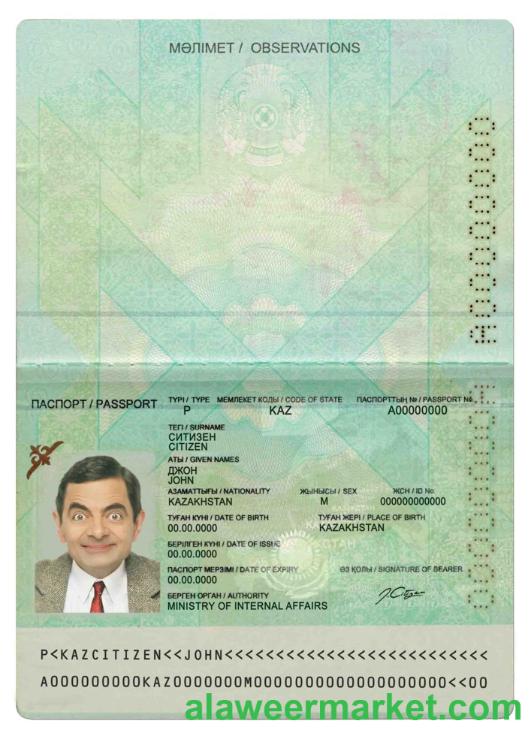 МӘЛІМЕТ / OBSERVATIONS
A00000000
ПАСПОРТ / PASSPORT
ТҮРІ / TYPE МЕМЛЕКЕТ КОДЫ / CODE OF STATE ПАСПОРТТЫҢ № / PASSPORT №
P KAZ A00000000
ТЕГІ / SURNAME
СИТИЗЕН
CITIZEN
АТЫ / GIVEN NAMES
ДЖОН
JOHN
АЗАМАТТЫҒЫ / NATIONALITY ЖЫНЫСЫ / SEX ЖСН / ID No.
KAZAKHSTAN M 000000000000
ТУҒАН КҮНІ / DATE OF BIRTH ТУҒАН ЖЕРІ / PLACE OF BIRTH
00.00.0000 KAZAKHSTAN
БЕРІЛГЕН КҮНІ / DATE OF ISSUE
00.00.0000
ПАСПОРТ МЕРЗІМІ / DATE OF EXPIRY ӨЗ ҚОЛЫ / SIGNATURE OF BEARER
00.00.0000
БЕРГЕН ОРГАН / AUTHORITY
MINISTRY OF INTERNAL AFFAIRS
P<KAZCITIZEN<<JOHN<<<<<<<<<<<<<<<<<<<<<<<<<<
A000000000KAZ0000000M0000000000000000000<<00
alaweermarket.com